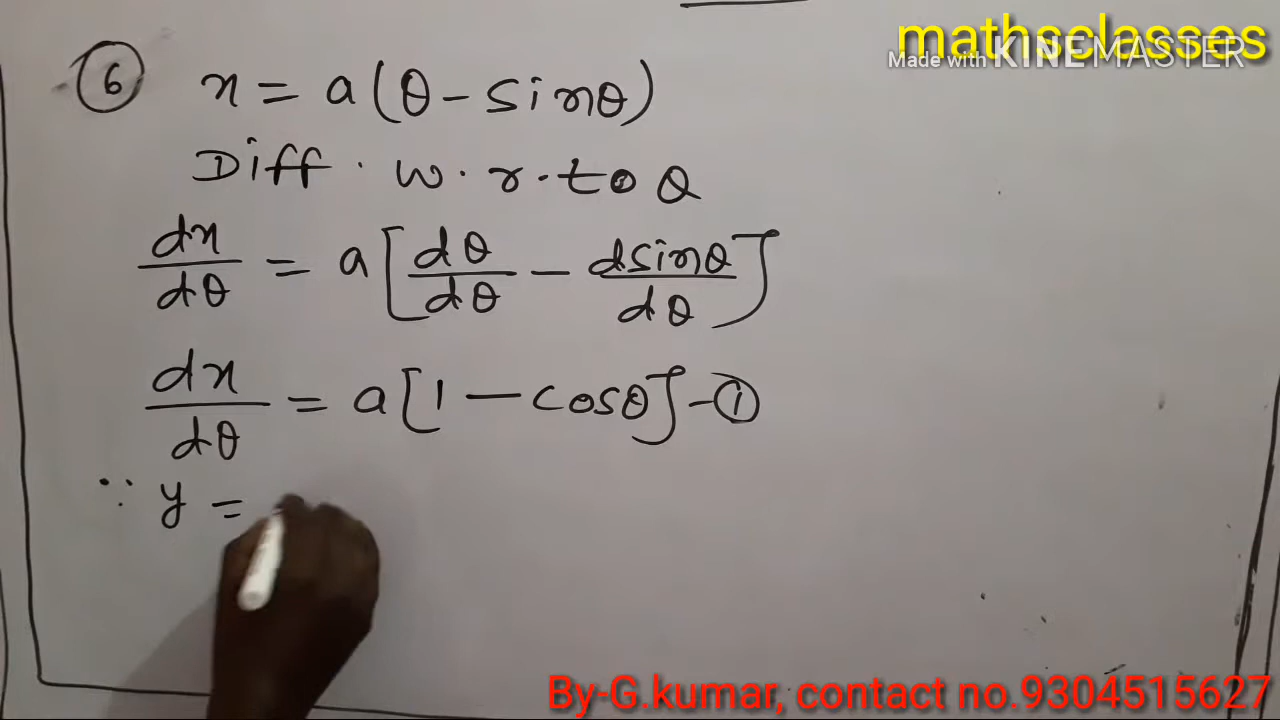 mathsclasses
Made with KINEMASTER
6 x = a(θ - sinθ)
Diff. w.r.to θ
dx/dθ = a[dθ/dθ - dsinθ/dθ]
dx/dθ = a[1 - cosθ] - 1
∵ y =
By-G.kumar, contact no.9304515627